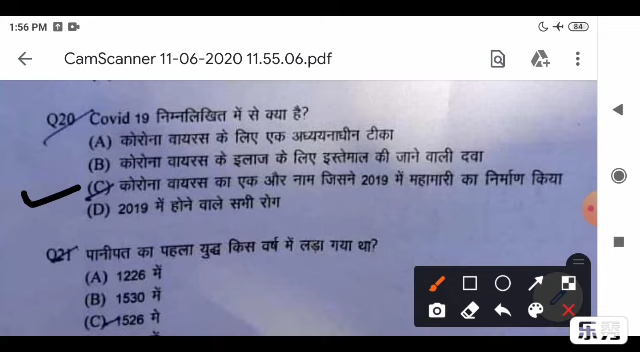 1:56 PM
84
CamScanner 11-06-2020 11.55.06.pdf
Q20 Covid 19 निम्नलिखित में से क्या है?
(A) कोरोना वायरस के लिए एक अध्ययनाधीन टीका
(B) कोरोना वायरस के इलाज के लिए इस्तेमाल की जाने वाली दवा
(C) कोरोना वायरस का एक और नाम जिसने 2019 में महामारी का निर्माण किया
(D) 2019 में होने वाले सभी रोग
Q21 पानीपत का पहला युद्ध किस वर्ष में लड़ा गया था?
(A) 1226 में
(B) 1530 में
(C) 1526 मे